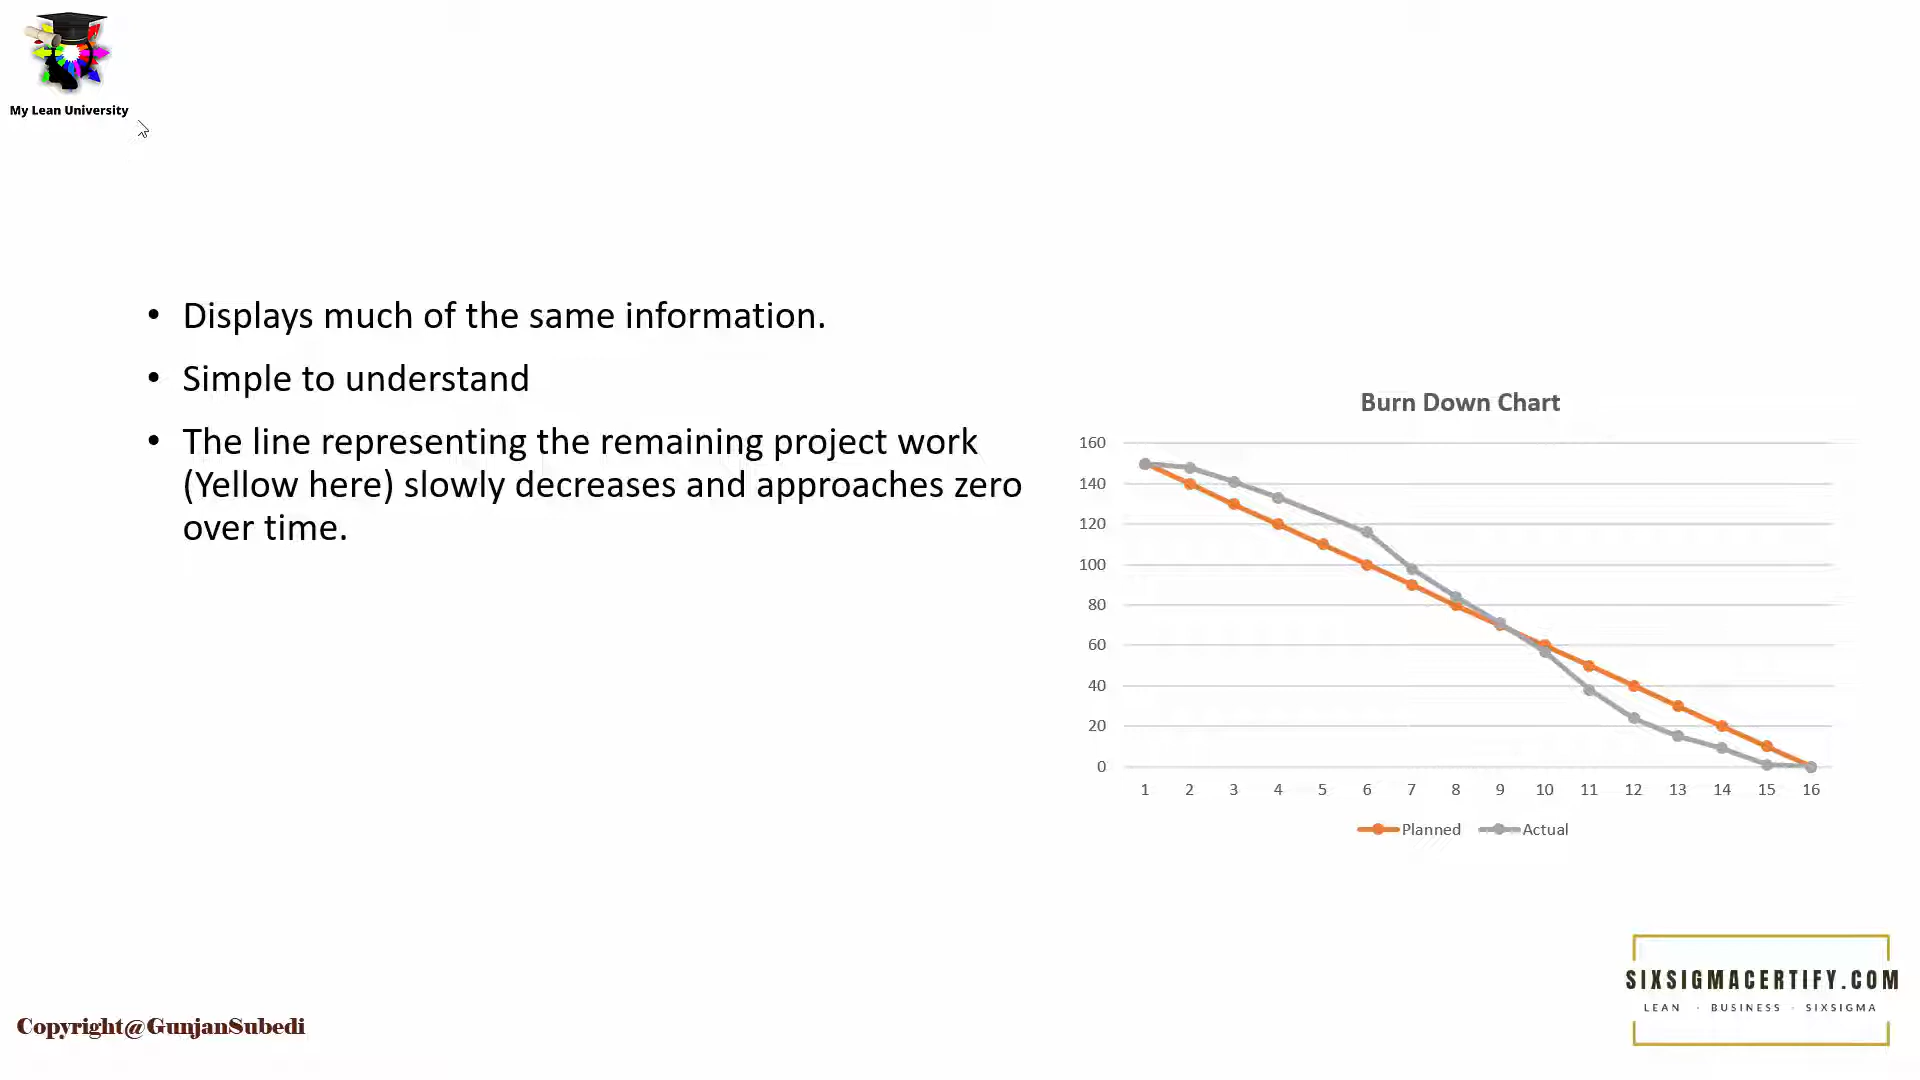 My Lean University
• Displays much of the same information.
• Simple to understand
• The line representing the remaining project work
(Yellow here) slowly decreases and approaches zero
over time.
Burn Down Chart
160
140
120
100
80
60
40
20
0
1 2 3 4 5 6 7 8 9 10 11 12 13 14 15 16
Planned Actual
SIXSIGMACERTIFY.COM
LEAN · BUSINESS · SIXSIGMA
Copyright@GunjanSubedi